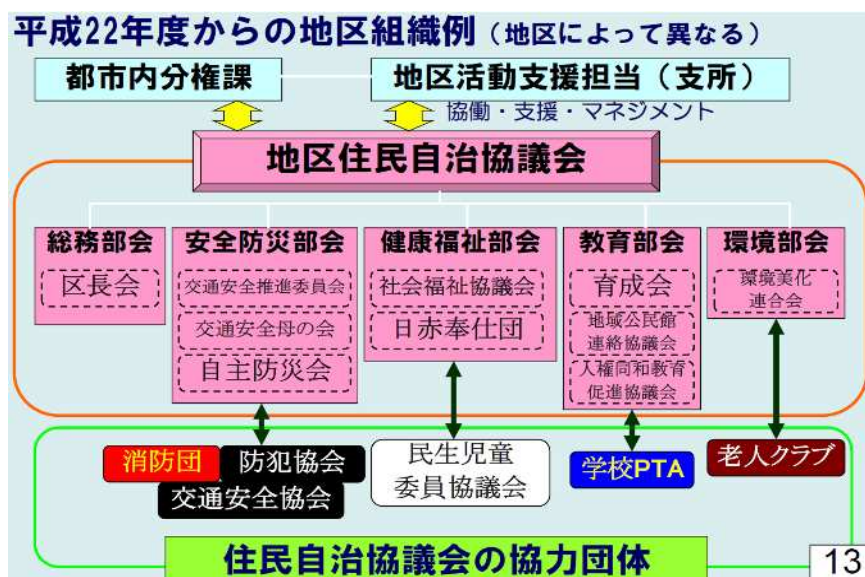 平成22年度からの地区組織例（地区によって異なる）
都市内分権課
地区活動支援担当（支所）
協働・支援・マネジメント
地区住民自治協議会
総務部会
区長会
安全防災部会
交通安全推進委員会
交通安全母の会
自主防災会
健康福祉部会
社会福祉協議会
日赤奉仕団
教育部会
育成会
地域公民館
連絡協議会
人権同和教育
促進協議会
環境部会
環境美化
連合会
消防団
防犯協会
交通安全協会
民生児童
委員協議会
学校PTA
老人クラブ
住民自治協議会の協力団体
13